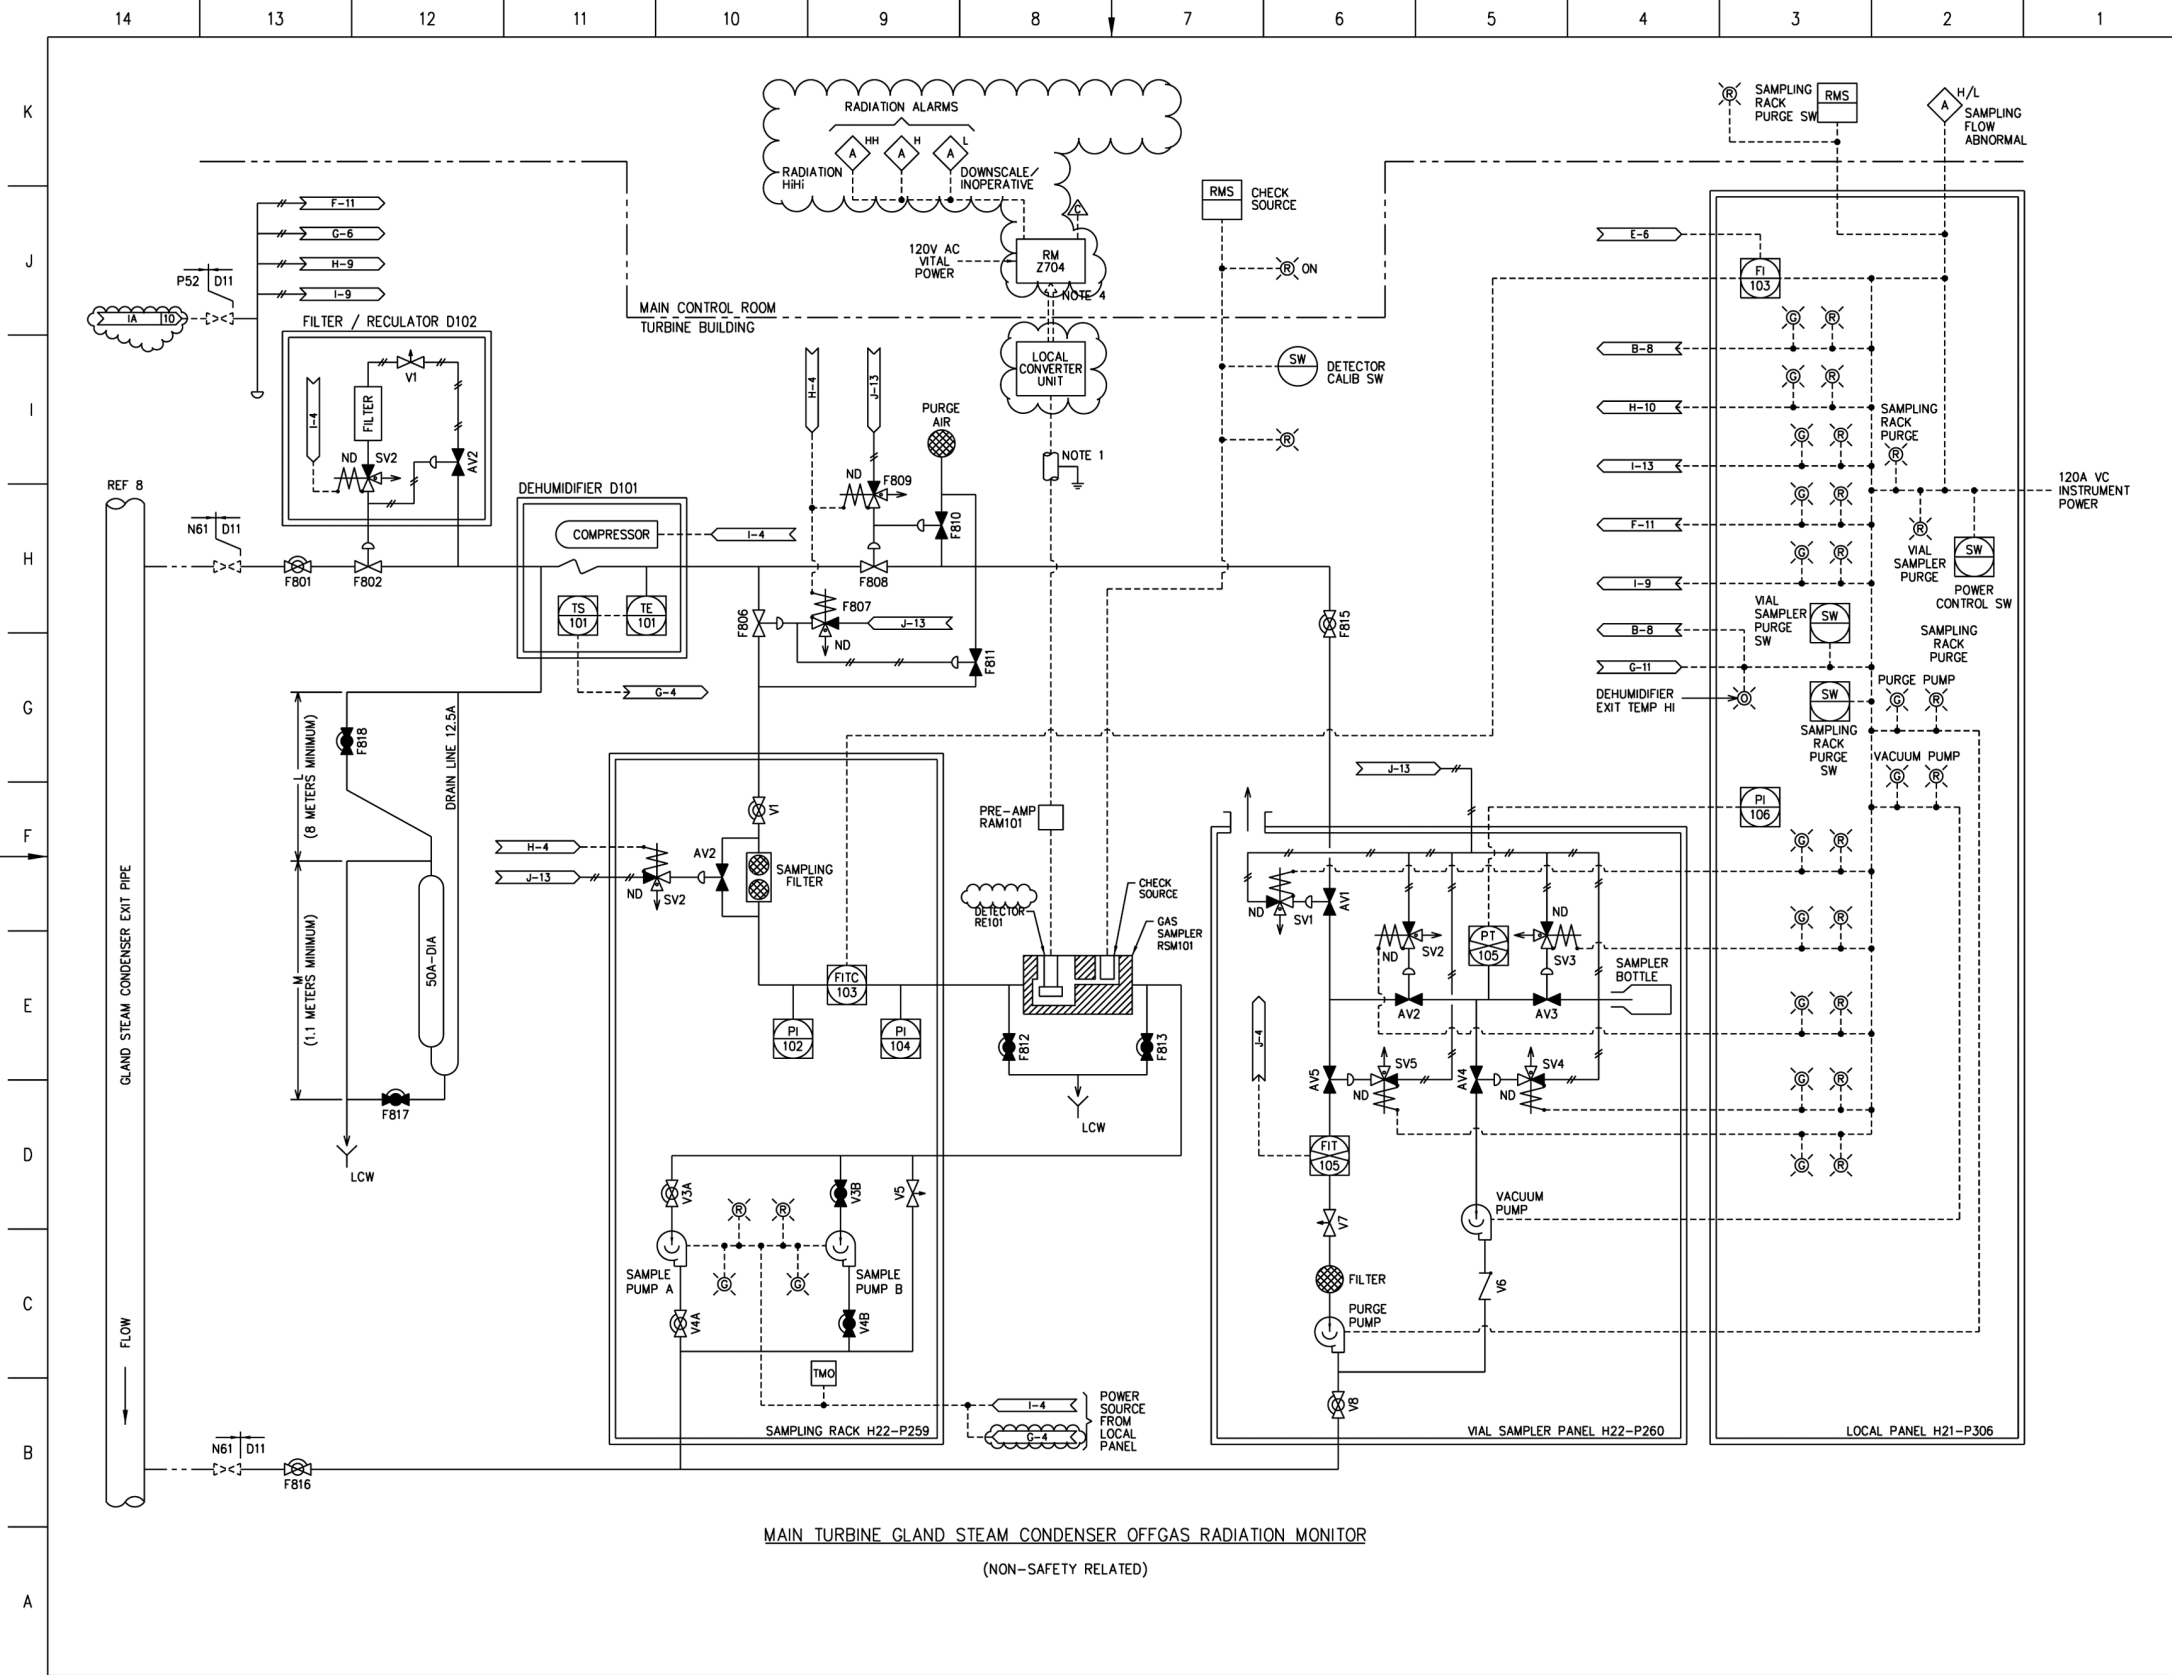 14 13 12 11 10 9 8 7 6 5 4 3 2 1
K
J
I
H
G
F
E
D
C
B
A
RADIATION ALARMS
A HH
A H
A L
RADIATION
HiHi
DOWNSCALE/
INOPERATIVE
C
120V AC
VITAL
POWER
RM
Z704
NOTE 4
RMS
CHECK
SOURCE
R ON
R
SAMPLING
RACK
PURGE SW
RMS
A
H/L
SAMPLING
FLOW
ABNORMAL
F-11
G-6
H-9
I-9
P52 D11
IA 10
MAIN CONTROL ROOM
TURBINE BUILDING
FILTER / RECULATOR D102
V1
FILTER
I-4
ND
SV2
AV2
H-4
J-13
PURGE
AIR
LOCAL
CONVERTER
UNIT
SW
DETECTOR
CALIB SW
R
NOTE 1
ND
F809
F810
REF 8
N61 D11
F801
F802
DEHUMIDIFIER D101
COMPRESSOR
I-4
TS
101
TE
101
F808
F806
F807
J-13
ND
F811
F815
G-4
GLAND STEAM CONDENSER EXIT PIPE
FLOW
L
(8 METERS MINIMUM)
M
(1.1 METERS MINIMUM)
F818
DRAIN LINE 12.5A
50A-DIA
F817
LCW
N61 D11
F816
H-4
J-13
ND
SV2
AV2
V1
SAMPLING
FILTER
FITC
103
PI
102
PI
104
PRE-AMP
RAM101
DETECTOR
RE101
CHECK
SOURCE
GAS
SAMPLER
RSM101
F812
F813
LCW
V3A
V3B
V5
R
R
G
G
SAMPLE
PUMP A
SAMPLE
PUMP B
V4A
V4B
TMO
SAMPLING RACK H22-P259
I-4
G-4
POWER
SOURCE
FROM
LOCAL
PANEL
J-13
ND
SV1
AV1
ND
SV2
PT
105
ND
SV3
SAMPLER
BOTTLE
AV2
AV3
J-4
AV5
SV5
ND
AV4
SV4
ND
FIT
105
V7
VACUUM
PUMP
V6
FILTER
PURGE
PUMP
V8
VIAL SAMPLER PANEL H22-P260
E-6
FI
103
G R
B-8
G R
H-10
G R
I-13
G R
F-11
G R
I-9
SAMPLING
RACK
PURGE
R
R
VIAL
SAMPLER
PURGE
SW
POWER
CONTROL SW
120A VC
INSTRUMENT
POWER
VIAL
SAMPLER
PURGE
SW
SW
B-8
G-11
SAMPLING
RACK
PURGE
DEHUMIDIFIER
EXIT TEMP HI
O
SW
SAMPLING
RACK
PURGE
SW
PURGE PUMP
G R
VACUUM PUMP
G R
PI
106
G R
G R
G R
G R
G R
LOCAL PANEL H21-P306
MAIN TURBINE GLAND STEAM CONDENSER OFFGAS RADIATION MONITOR
(NON-SAFETY RELATED)